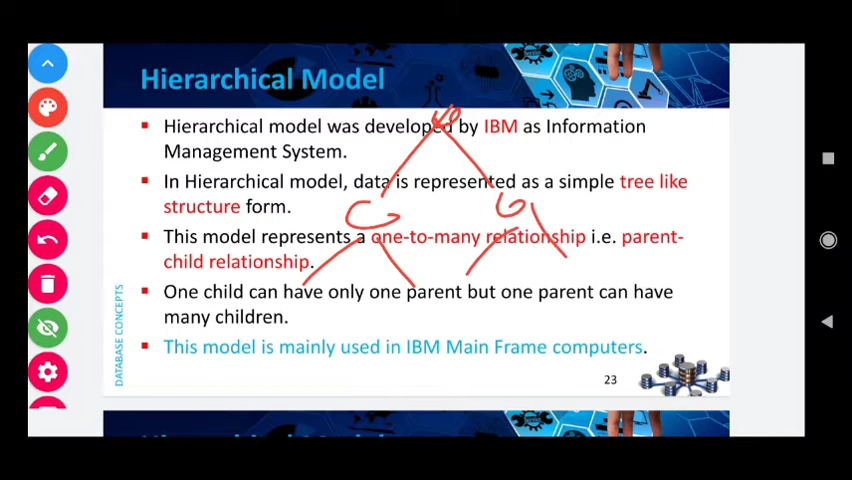 Hierarchical Model
▪ Hierarchical model was developed by IBM as Information
Management System.
▪ In Hierarchical model, data is represented as a simple tree like
structure form.
▪ This model represents a one-to-many relationship i.e. parent-
child relationship.
▪ One child can have only one parent but one parent can have
many children.
▪ This model is mainly used in IBM Main Frame computers.
DATABASE CONCEPTS
23